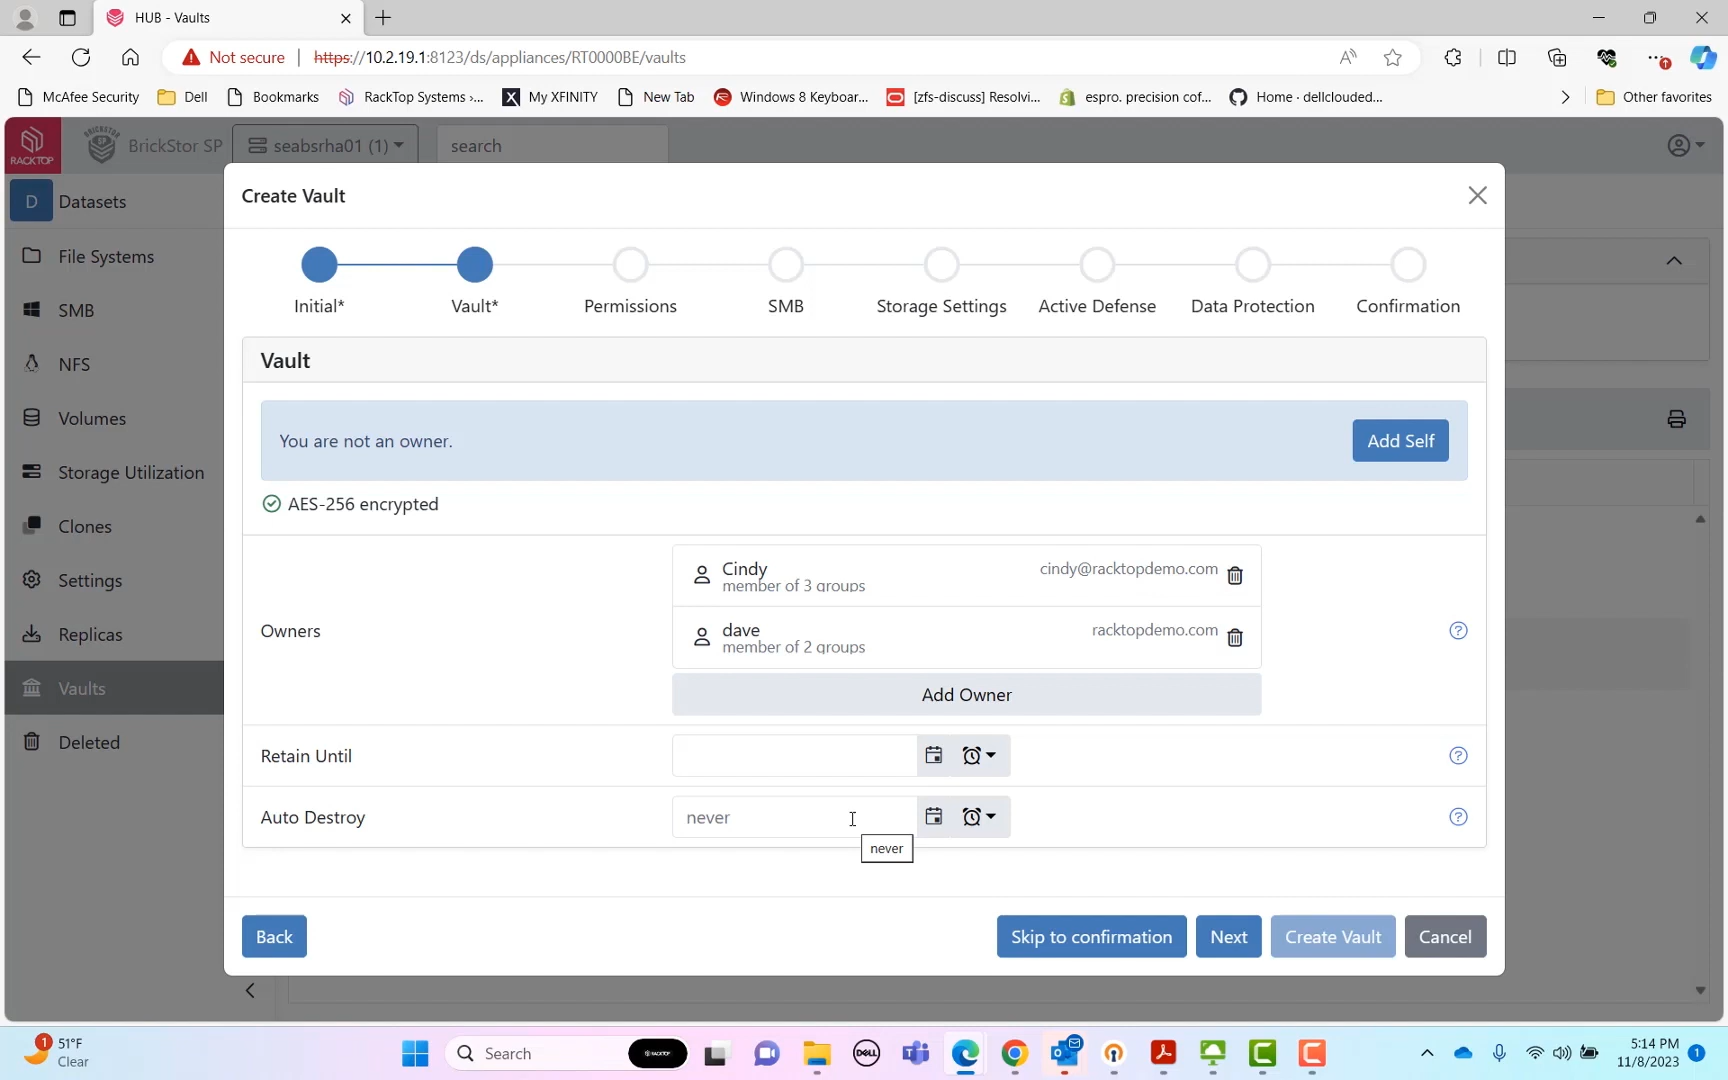 HUB - Vaults
Not secure https://10.2.19.1:8123/ds/appliances/RT0000BE/vaults
McAfee Security Dell Bookmarks RackTop Systems ›... My XFINITY New Tab Windows 8 Keyboar... [zfs-discuss] Resolvi... espro. precision cof... Home · dellclouded... Other favorites
RACKTOP BRICKSTOR SP BrickStor SP seabsrha01 (1) search
D Datasets
File Systems
SMB
NFS
Volumes
Storage Utilization
Clones
Settings
Replicas
Vaults
Deleted
Create Vault
Initial* Vault* Permissions SMB Storage Settings Active Defense Data Protection Confirmation
Vault
You are not an owner. Add Self
AES-256 encrypted
Owners
Cindy cindy@racktopdemo.com
member of 3 groups
dave racktopdemo.com
member of 2 groups
Add Owner
Retain Until
Auto Destroy never
never
Back Skip to confirmation Next Create Vault Cancel
1 51°F
Clear
Search RACKTOP DELL
5:14 PM
11/8/2023 1